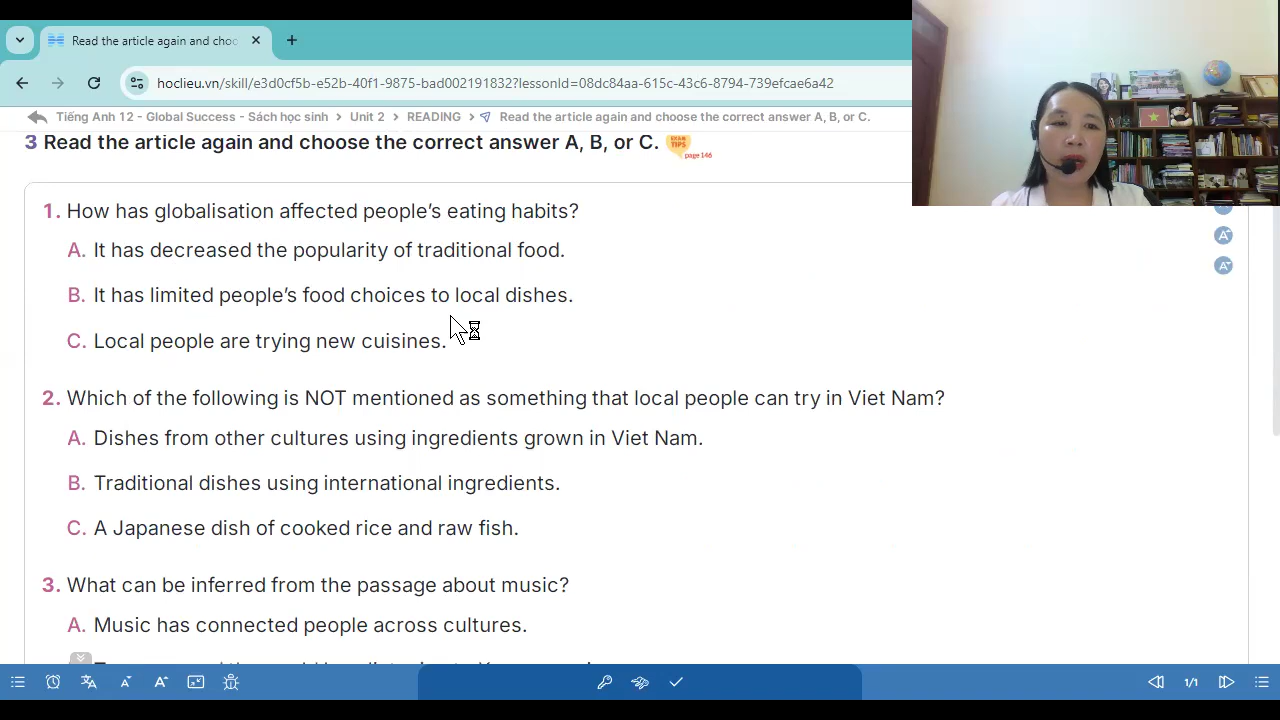 Read the article again and choo
hoclieu.vn/skill/e3d0cf5b-e52b-40f1-9875-bad002191832?lessonId=08dc84aa-615c-43c6-8794-739efcae6a42
Tiếng Anh 12 - Global Success - Sách học sinh > Unit 2 > READING > Read the article again and choose the correct answer A, B, or C.
3 Read the article again and choose the correct answer A, B, or C. EXAM TIPS page 146
1. How has globalisation affected people's eating habits?
A. It has decreased the popularity of traditional food.
B. It has limited people's food choices to local dishes.
C. Local people are trying new cuisines.
2. Which of the following is NOT mentioned as something that local people can try in Viet Nam?
A. Dishes from other cultures using ingredients grown in Viet Nam.
B. Traditional dishes using international ingredients.
C. A Japanese dish of cooked rice and raw fish.
3. What can be inferred from the passage about music?
A. Music has connected people across cultures.
1/1